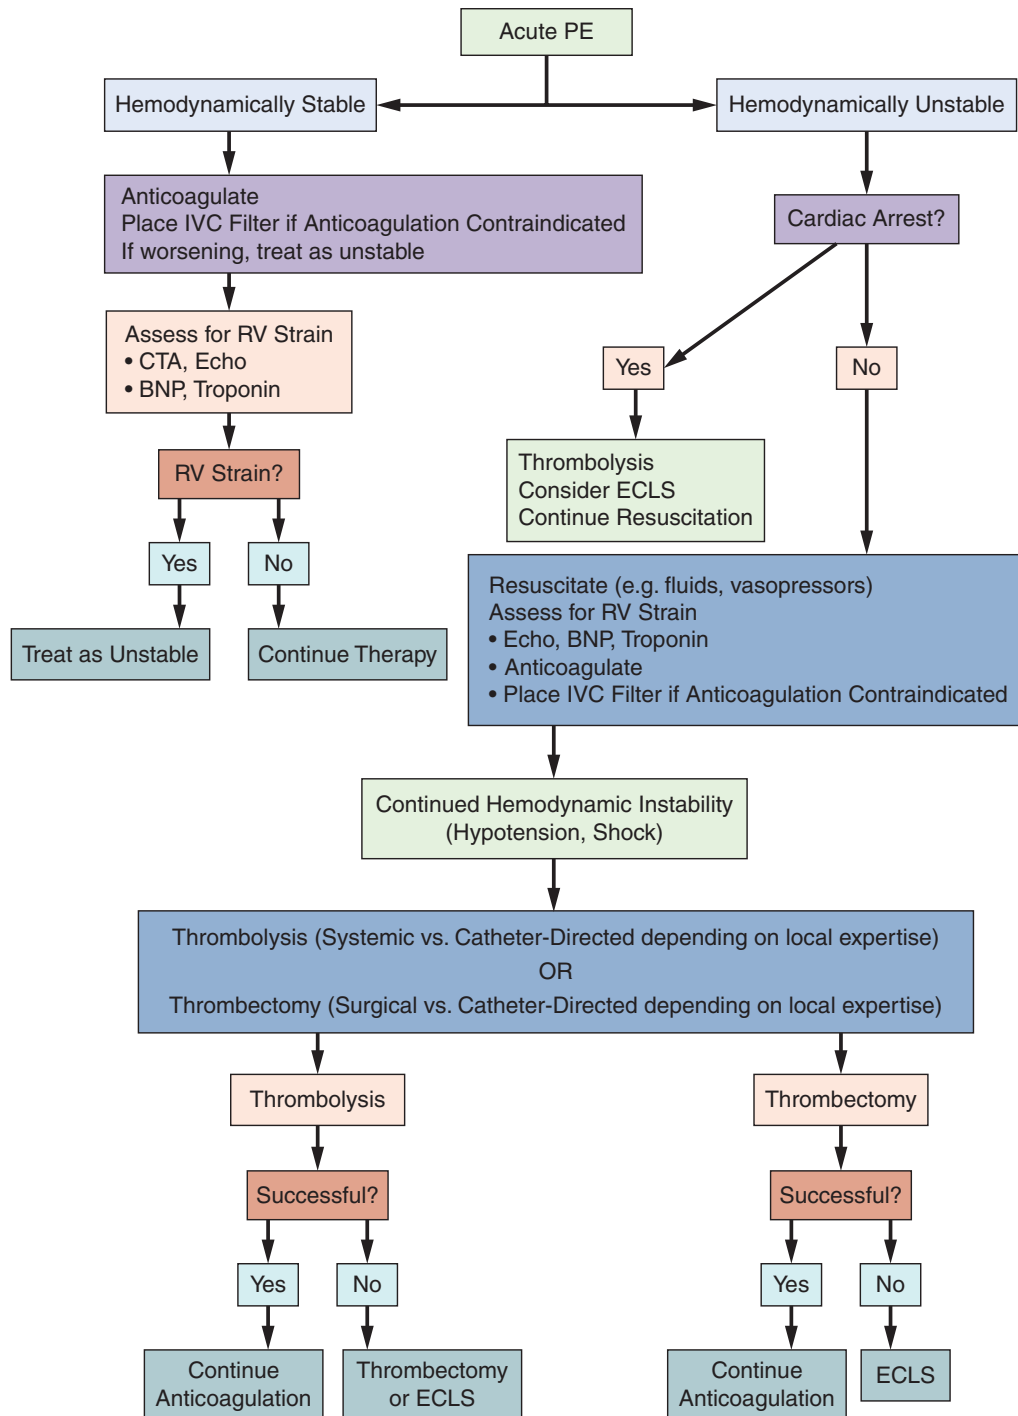 Acute PE
Hemodynamically Stable
Hemodynamically Unstable
Anticoagulate
Place IVC Filter if Anticoagulation Contraindicated
If worsening, treat as unstable
Cardiac Arrest?
Assess for RV Strain
• CTA, Echo
• BNP, Troponin
Yes
No
RV Strain?
Thrombolysis
Consider ECLS
Continue Resuscitation
Yes
No
Treat as Unstable
Continue Therapy
Resuscitate (e.g. fluids, vasopressors)
Assess for RV Strain
• Echo, BNP, Troponin
• Anticoagulate
• Place IVC Filter if Anticoagulation Contraindicated
Continued Hemodynamic Instability
(Hypotension, Shock)
Thrombolysis (Systemic vs. Catheter-Directed depending on local expertise)
OR
Thrombectomy (Surgical vs. Catheter-Directed depending on local expertise)
Thrombolysis
Thrombectomy
Successful?
Successful?
Yes
No
Yes
No
Continue
Anticoagulation
Thrombectomy
or ECLS
Continue
Anticoagulation
ECLS